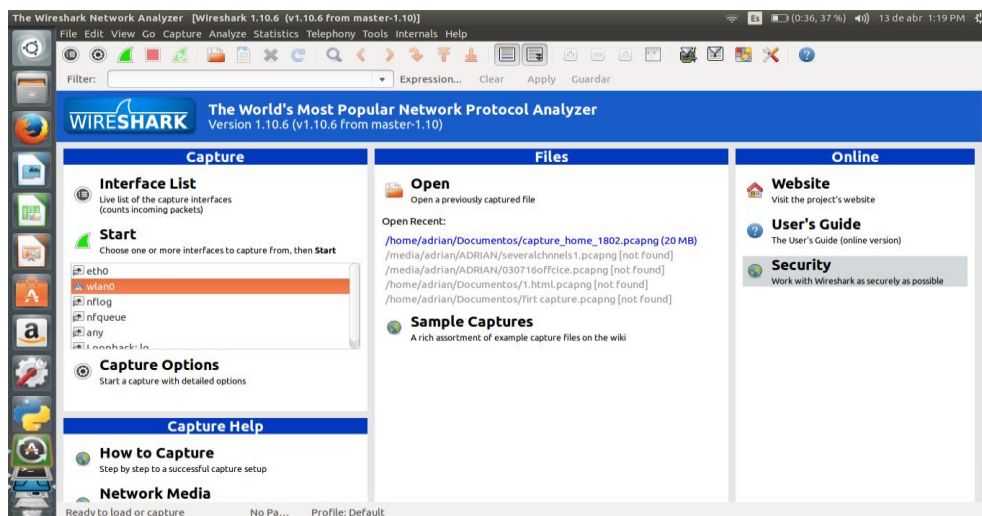 The Wireshark Network Analyzer [Wireshark 1.10.6 (v1.10.6 from master-1.10)]
Es (0:36, 37 %) 13 de abr 1:19 PM
File Edit View Go Capture Analyze Statistics Telephony Tools Internals Help
Filter: Expression... Clear Apply Guardar
WIRESHARK
The World's Most Popular Network Protocol Analyzer
Version 1.10.6 (v1.10.6 from master-1.10)
Capture
Interface List
Live list of the capture interfaces
(counts incoming packets)
Start
Choose one or more interfaces to capture from, then Start
eth0
wlan0
nflog
nfqueue
any
Loopback: lo
Capture Options
Start a capture with detailed options
Capture Help
How to Capture
Step by step to a successful capture setup
Network Media
Files
Open
Open a previously captured file
Open Recent:
/home/adrian/Documentos/capture_home_1802.pcapng (20 MB)
/media/adrian/ADRIAN/severalchnnels1.pcapng [not found]
/media/adrian/ADRIAN/030716offcice.pcapng [not found]
/home/adrian/Documentos/1.html.pcapng [not found]
/home/adrian/Documentos/firt capture.pcapng [not found]
Sample Captures
A rich assortment of example capture files on the wiki
Online
Website
Visit the project's website
User's Guide
The User's Guide (online version)
Security
Work with Wireshark as securely as possible
Ready to load or capture No Pa... Profile: Default